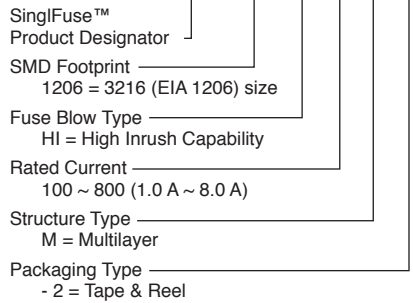 SinglFuse™
Product Designator
SMD Footprint
1206 = 3216 (EIA 1206) size
Fuse Blow Type
HI = High Inrush Capability
Rated Current
100 ~ 800 (1.0 A ~ 8.0 A)
Structure Type
M = Multilayer
Packaging Type
- 2 = Tape & Reel